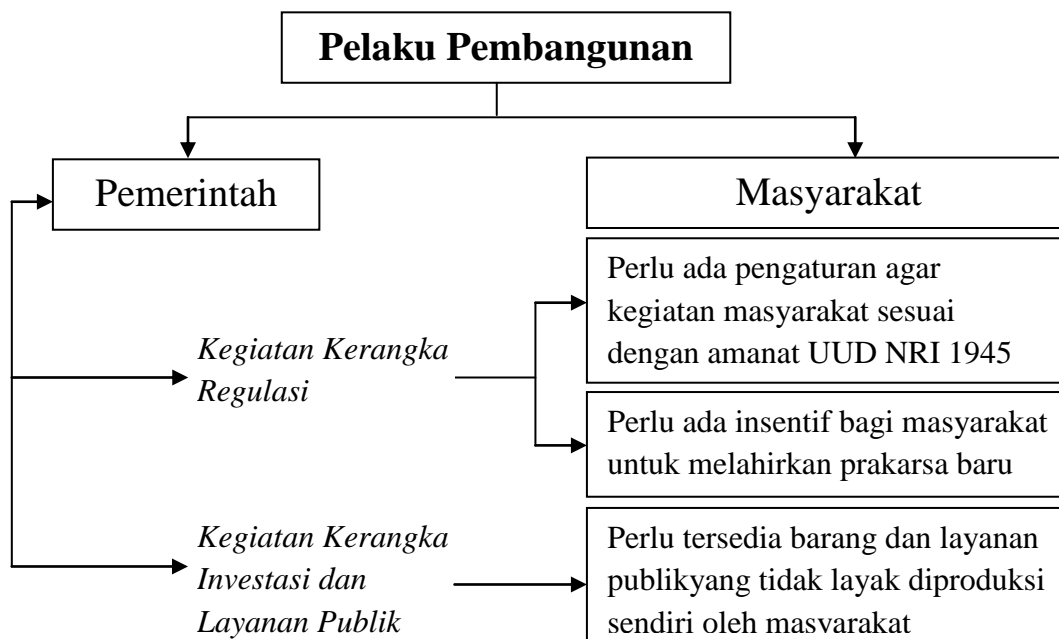 Pelaku Pembangunan
Pemerintah
Masyarakat
Perlu ada pengaturan agar
kegiatan masyarakat sesuai
dengan amanat UUD NRI 1945
Kegiatan Kerangka
Regulasi
Perlu ada insentif bagi masyarakat
untuk melahirkan prakarsa baru
Kegiatan Kerangka
Investasi dan
Layanan Publik
Perlu tersedia barang dan layanan
publikyang tidak layak diproduksi
sendiri oleh masyarakat